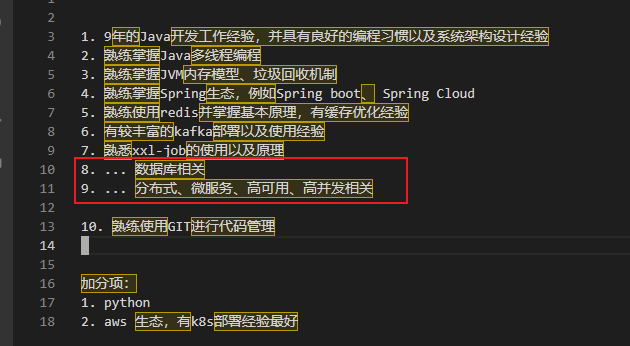 3
4 1. 9年的Java开发工作经验，并具有良好的编程习惯以及系统架构设计经验
5 2. 熟练掌握Java多线程编程
5 3. 熟练掌握JVM内存模型、垃圾回收机制
6 4. 熟练掌握Spring生态，例如Spring boot、 Spring Cloud
7 5. 熟练使用redis并掌握基本原理，有缓存优化经验
8 6. 有较丰富的kafka部署以及使用经验
9 7. 熟悉xxl-job的使用以及原理
10 8. ... 数据库相关
11 9. ... 分布式、微服务、高可用、高并发相关
12
13 10. 熟练使用GIT进行代码管理
14
15
16 加分项：
17 1. python
18 2. aws 生态，有k8s部署经验最好